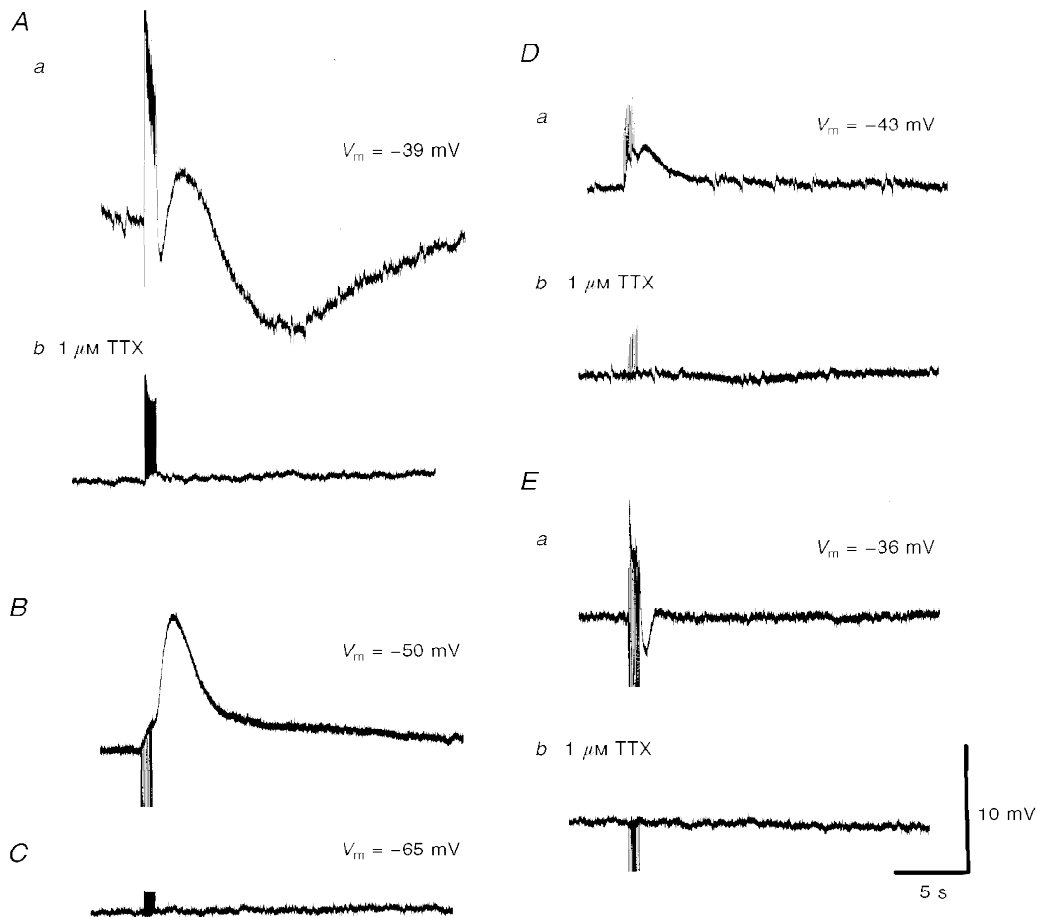 A
a
Vm = −39 mV
b 1 μM TTX
B
Vm = −50 mV
C
Vm = −65 mV
D
a
Vm = −43 mV
b 1 μM TTX
E
a
Vm = −36 mV
b 1 μM TTX
10 mV
5 s